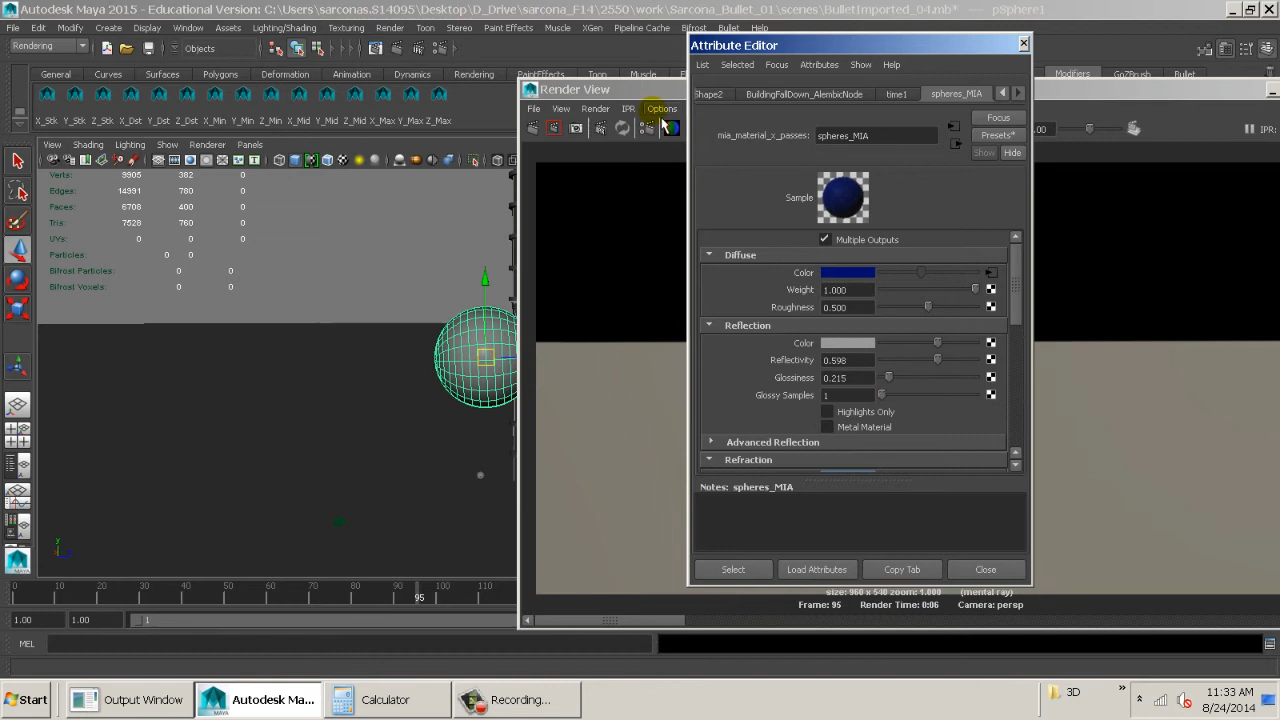 Autodesk Maya 2015 - Educational Version: C:\Users\sarconas.S14095\Desktop\D_Drive\sarcona_F14\2550\work\Sarcona_Bullet_01\scenes\Bullet[mported_04.mb* --- pSphere1
File Edit Modify Create Display Window Assets Lighting/Shading Texturing Render Toon Stereo Paint Effects Muscle XGen Pipeline Cache Bifrost Bullet Help
Rendering Objects
Attribute Editor
List Selected Focus Attributes Show Help
General Curves Surfaces Polygons Deformation Animation Dynamics Rendering PaintEffects Toon Muscle Modifiers GoZBrush Bullet
X_Stk Y_Stk Z_Stk X_Dst Y_Dst Z_Dst X_Min Y_Min Z_Min X_Max Y_Max Z_Max
Render View
File View Render IPR Options
Shape2 BuildingFallDown_AlembicNode time1 spheres_MIA
Focus
mia_material_x_passes: spheres_MIA
Presets*
Show Hide
.00 IPR:
View Shading Lighting Show Renderer Panels
Verts: 9905 382 0
Edges: 14991 780 0
Faces: 6708 400 0
Tris: 7528 760 0
UVs: 0 0 0
Particles: 0 0
Bifrost Particles: 0 0
Bifrost Voxels: 0 0
Sample
Multiple Outputs
Diffuse
Color
Weight 1.000
Roughness 0.500
Reflection
Color
Reflectivity 0.598
Glossiness 0.215
Glossy Samples 1
Highlights Only
Metal Material
Advanced Reflection
Refraction
Notes: spheres_MIA
Select Load Attributes Copy Tab Close
size: 960 x 540 zoom: 1.000 (mental ray)
Frame: 95 Render Time: 0:06 Camera: persp
y
0 10 20 30 40 50 60 70 80 90 100 110
95
1.00 1.00 1
MEL
Start Output Window Autodesk Ma... Calculator Recording... 3D » 11:33 AM
8/24/2014